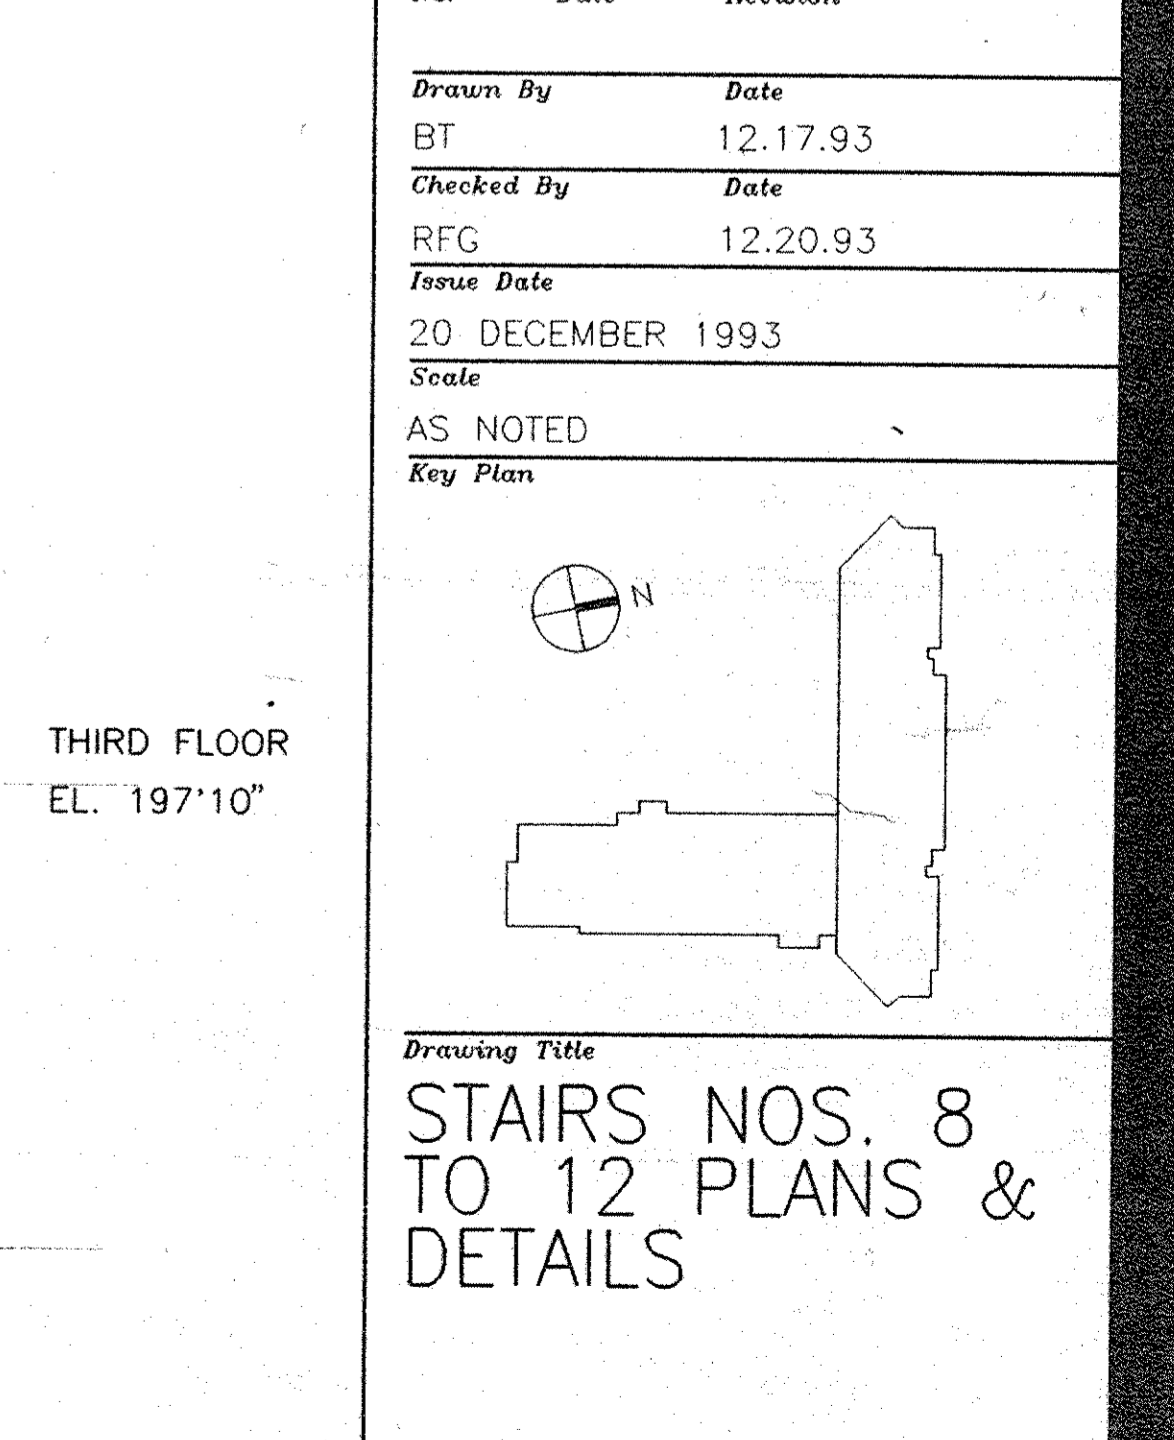 Drawn By Date
BT 12.17.93
Checked By Date
RFG 12.20.93
Issue Date
20 DECEMBER 1993
Scale
AS NOTED
Key Plan
N
THIRD FLOOR
EL. 197'10"
Drawing Title
STAIRS NOS. 8
TO 12 PLANS &
DETAILS